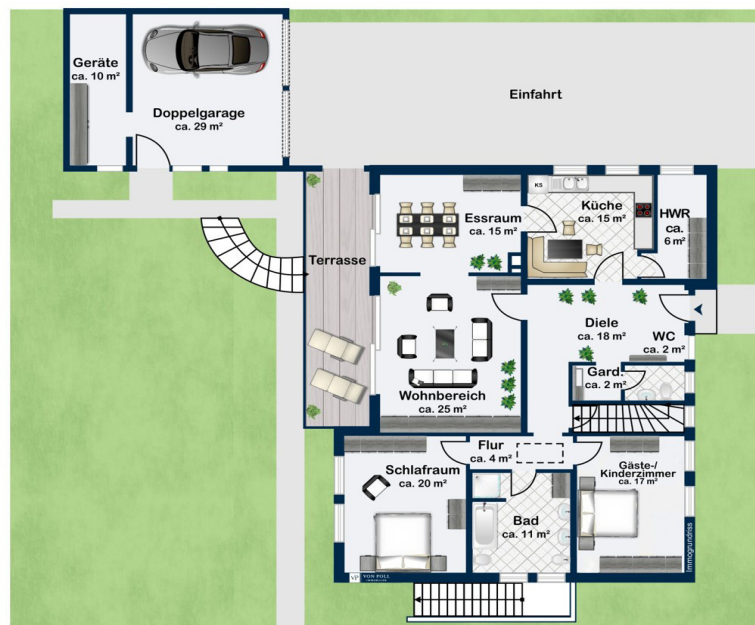 Geräte
ca. 10 m²
Doppelgarage
ca. 29 m²
Einfahrt
KS
Küche
ca. 15 m²
HWR
ca.
6 m²
Essraum
ca. 15 m²
Terrasse
Diele
ca. 18 m²
WC
ca. 2 m²
Gard.
ca. 2 m²
Wohnbereich
ca. 25 m²
Flur
ca. 4 m²
Schlafraum
ca. 20 m²
Gäste-/
Kinderzimmer
ca. 17 m²
Bad
ca. 11 m²
Immogrundriss
VP VON POLL
IMMOBILIEN